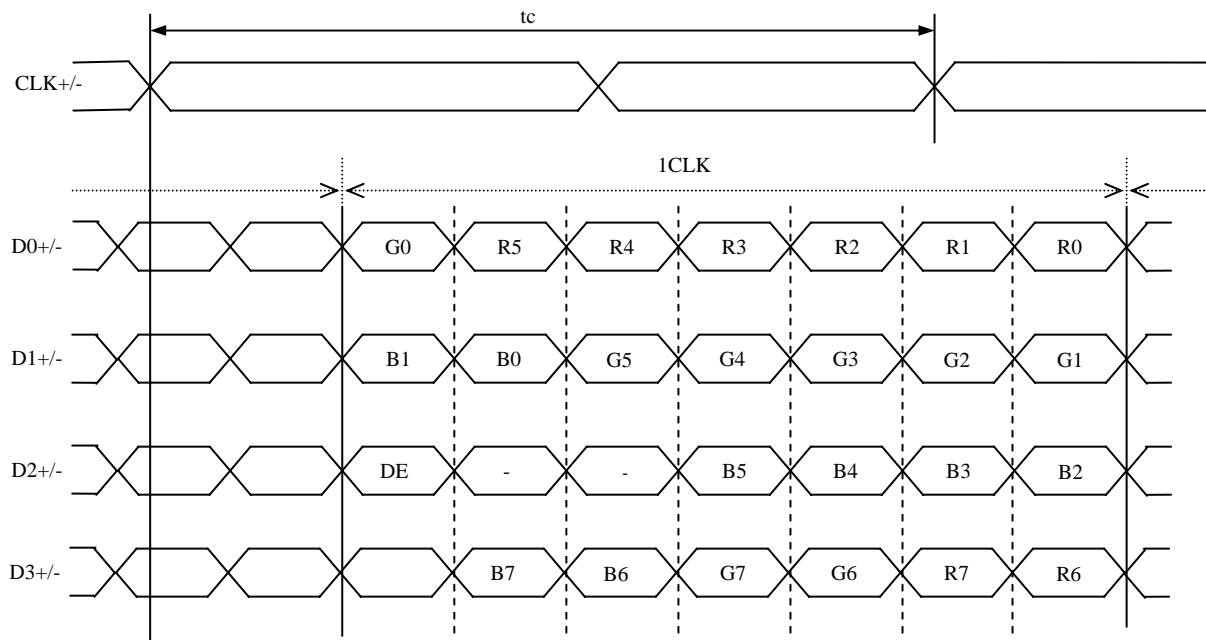 tc
CLK+/-
1CLK
D0+/- G0 R5 R4 R3 R2 R1 R0
D1+/- B1 B0 G5 G4 G3 G2 G1
D2+/- DE - - B5 B4 B3 B2
D3+/- B7 B6 G7 G6 R7 R6